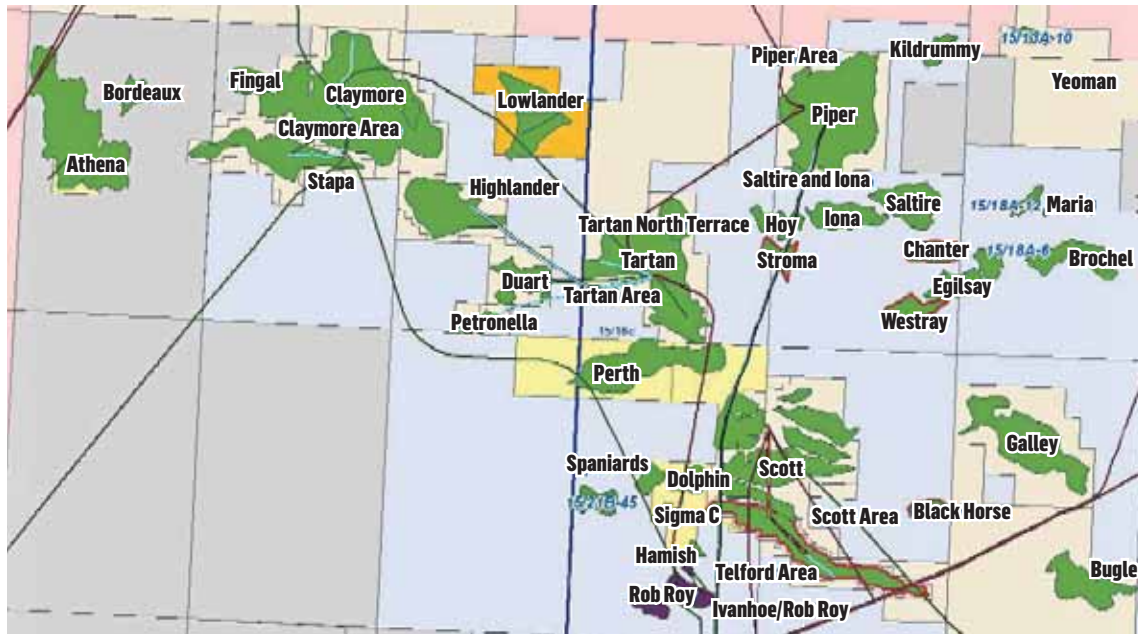 Piper Area
Kildrummy
15/13A-10
Yeoman
Bordeaux
Fingal
Claymore
Lowlander
Piper
Claymore Area
Athena
Stapa
Highlander
Saltire and Iona
Saltire
15/18A-12
Maria
Tartan North Terrace
Hoy
Iona
Chanter
15/18A-6
Brochel
Stroma
Tartan
Duart
Egilsay
Tartan Area
Petronella
Westray
15/16c
Perth
Galley
Spaniards
Dolphin
Scott
15/21B-45
Sigma C
Scott Area
Black Horse
Hamish
Telford Area
Bugle
Rob Roy
Ivanhoe/Rob Roy